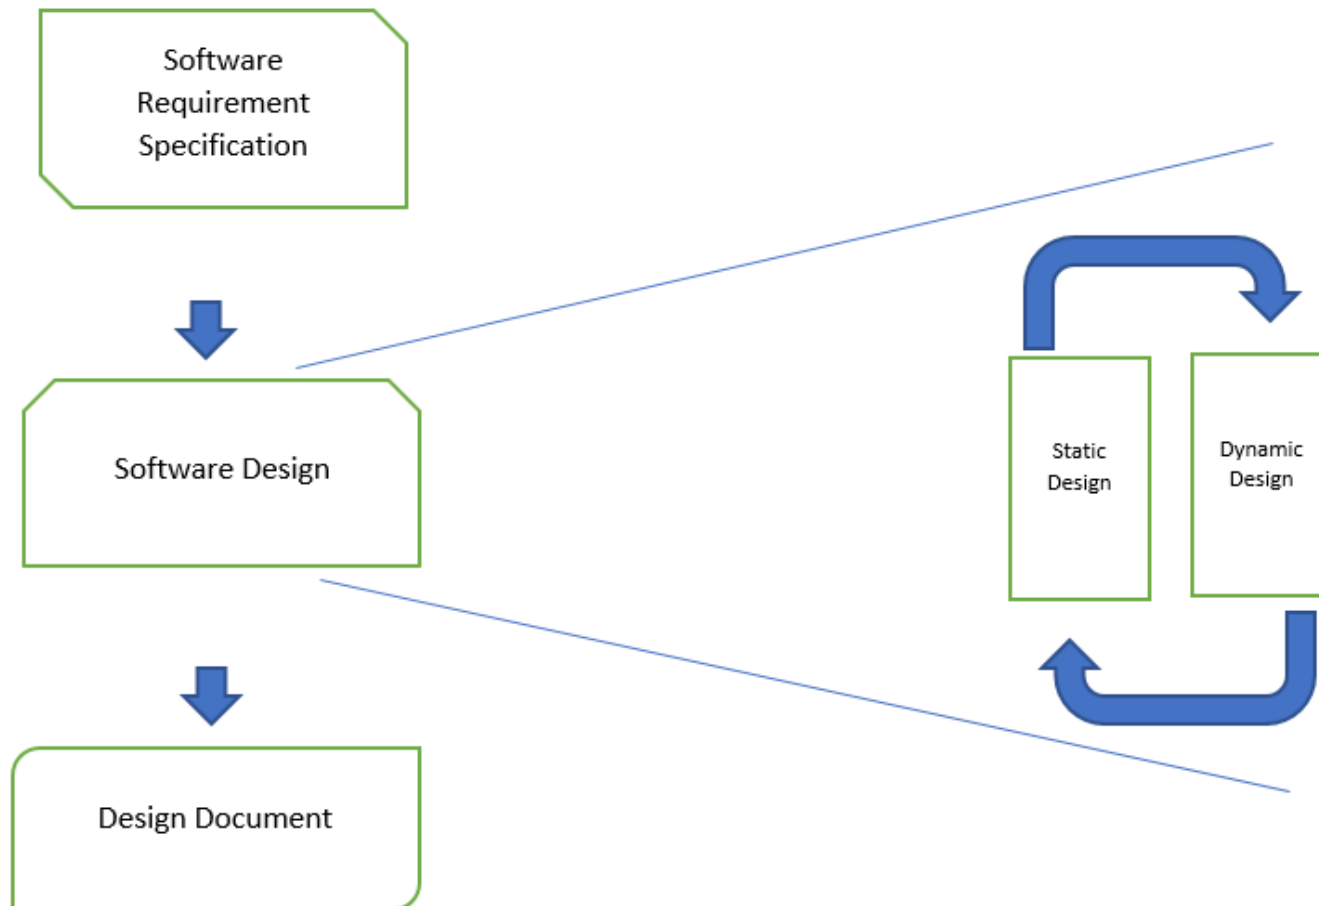 Software
Requirement
Specification
Software Design
Static
Design
Dynamic
Design
Design Document